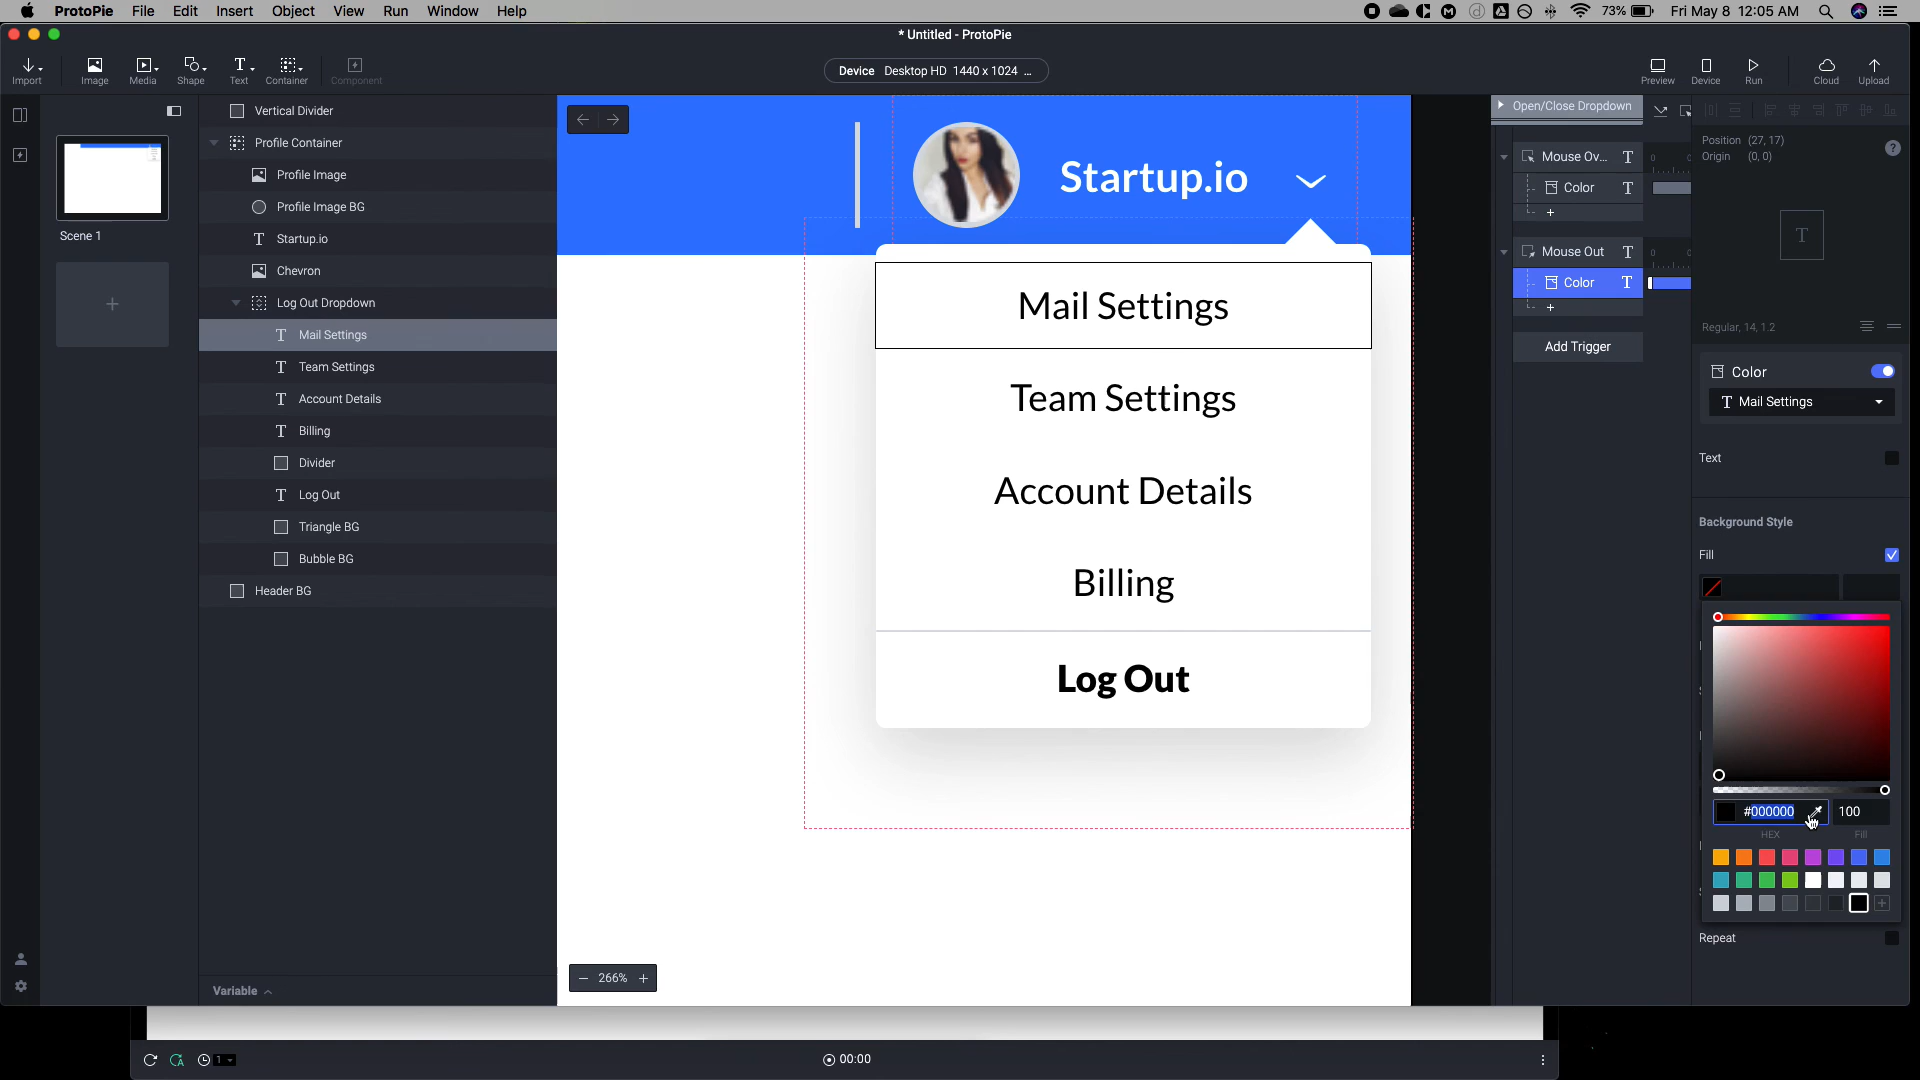 ProtoPie File Edit Insert Object View Run Window Help
73% Fri May 8 12:05 AM
* Untitled - ProtoPie
Import Image Media Shape Text Container Component
Device Desktop HD 1440 x 1024 ...
Preview Device Run Cloud Upload
Scene 1
Vertical Divider
Profile Container
Profile Image
Profile Image BG
Startup.io
Chevron
Log Out Dropdown
Mail Settings
Team Settings
Account Details
Billing
Divider
Log Out
Triangle BG
Bubble BG
Header BG
Variable
Startup.io
Mail Settings
Team Settings
Account Details
Billing
Log Out
266%
Open/Close Dropdown
Mouse Ov...
Color
Mouse Out
Color
Add Trigger
Position (27, 17)
Origin (0, 0)
Regular, 14, 1.2
Color
Mail Settings
Text
Background Style
Fill
#000000 100
HEX Fill
Repeat
1
00:00